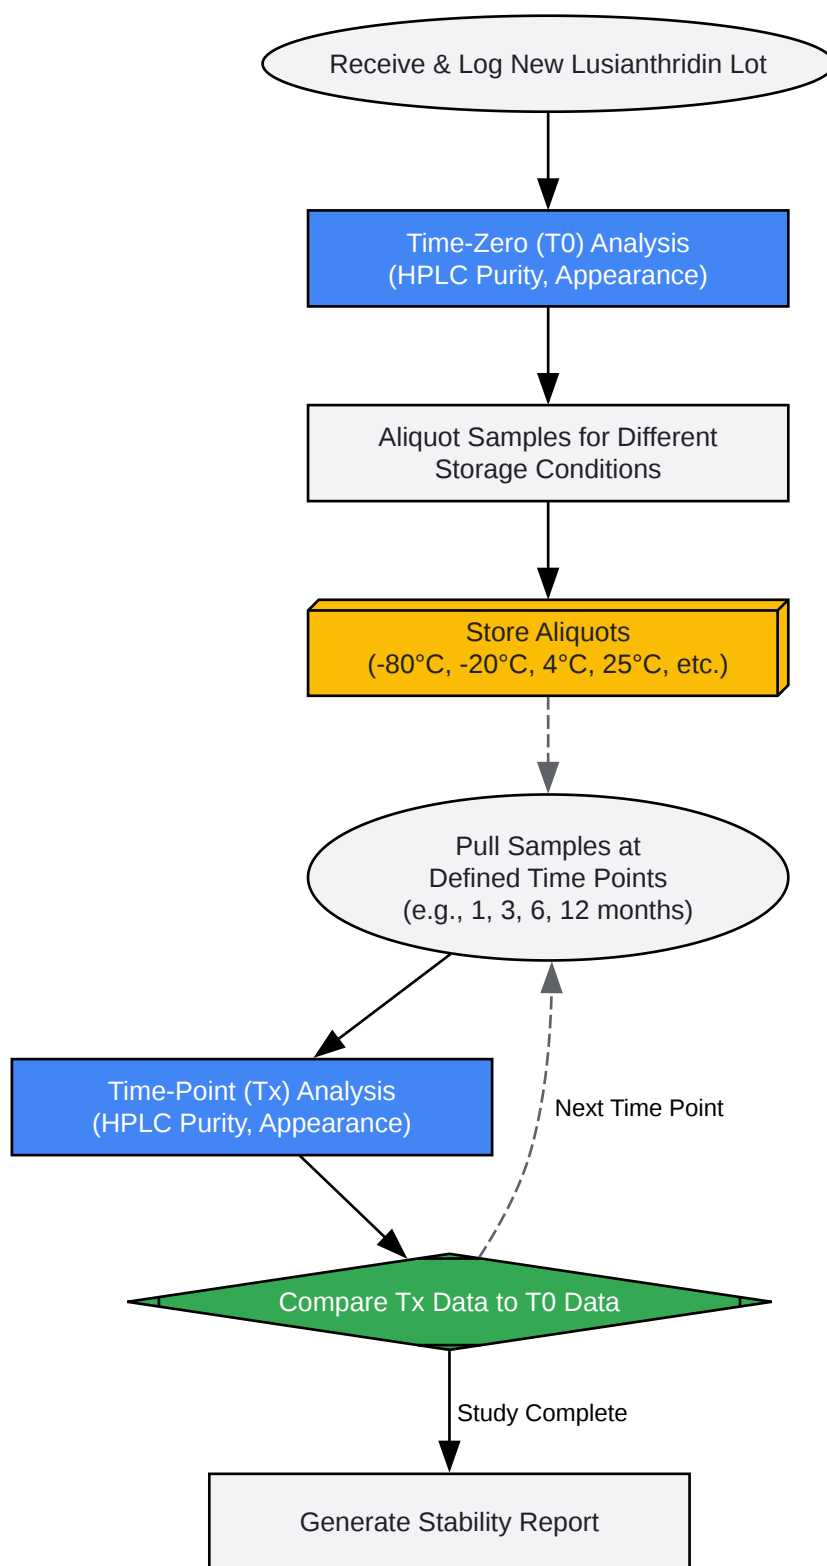 Receive & Log New Lusianthridin Lot
Time-Zero (T0) Analysis
(HPLC Purity, Appearance)
Aliquot Samples for Different
Storage Conditions
Store Aliquots
(-80°C, -20°C, 4°C, 25°C, etc.)
Pull Samples at
Defined Time Points
(e.g., 1, 3, 6, 12 months)
Time-Point (Tx) Analysis
(HPLC Purity, Appearance)
Next Time Point
Compare Tx Data to T0 Data
Study Complete
Generate Stability Report